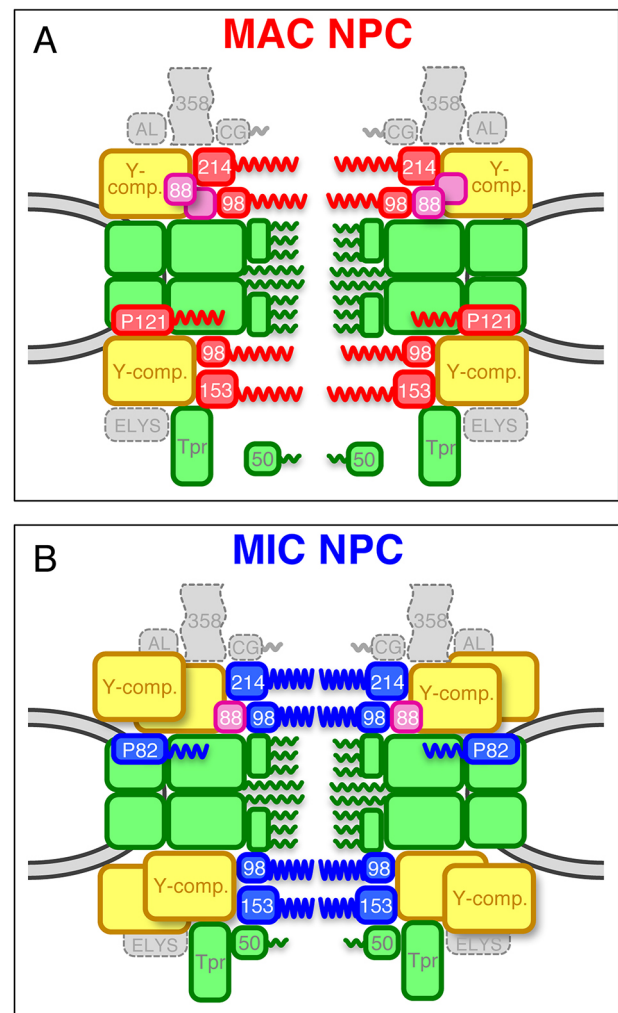 A
MAC NPC
358 358
AL CG CG AL
Y-
comp. 214 214 Y-
comp.
88 98 98 88
P121 P121
Y-comp. 98 98 Y-comp.
153 153
ELYS ELYS
Tpr 50 50 Tpr
B
MIC NPC
358 358
AL CG CG AL
Y-comp. 214 214 Y-comp.
88 98 98 88
P82 P82
98 98
Y-comp. 153 153 Y-comp.
ELYS 50 50 ELYS
Tpr Tpr